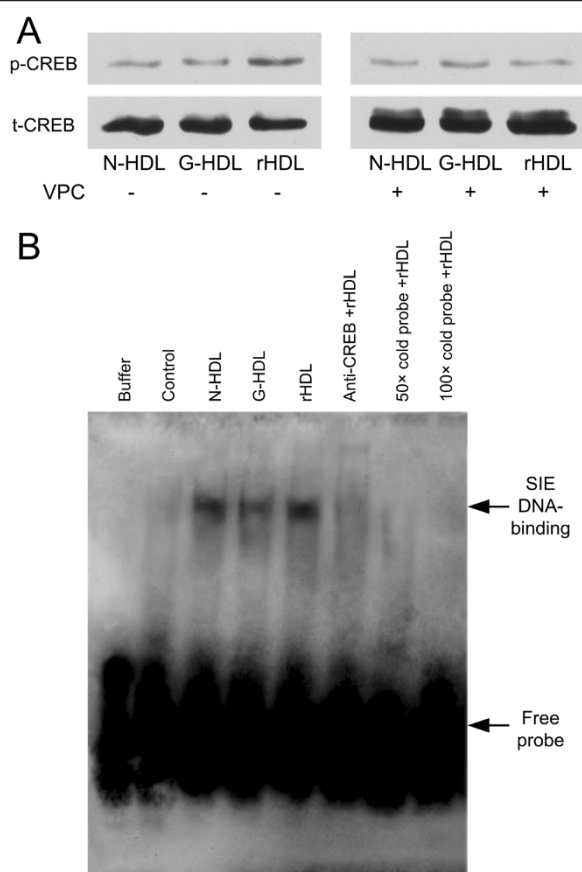 A
p-CREB
t-CREB
N-HDL G-HDL rHDL N-HDL G-HDL rHDL
VPC - - - + + +
B
Buffer
Control
N-HDL
G-HDL
rHDL
Anti-CREB +rHDL
50× cold probe +rHDL
100× cold probe +rHDL
SIE
DNA-
binding
Free
probe